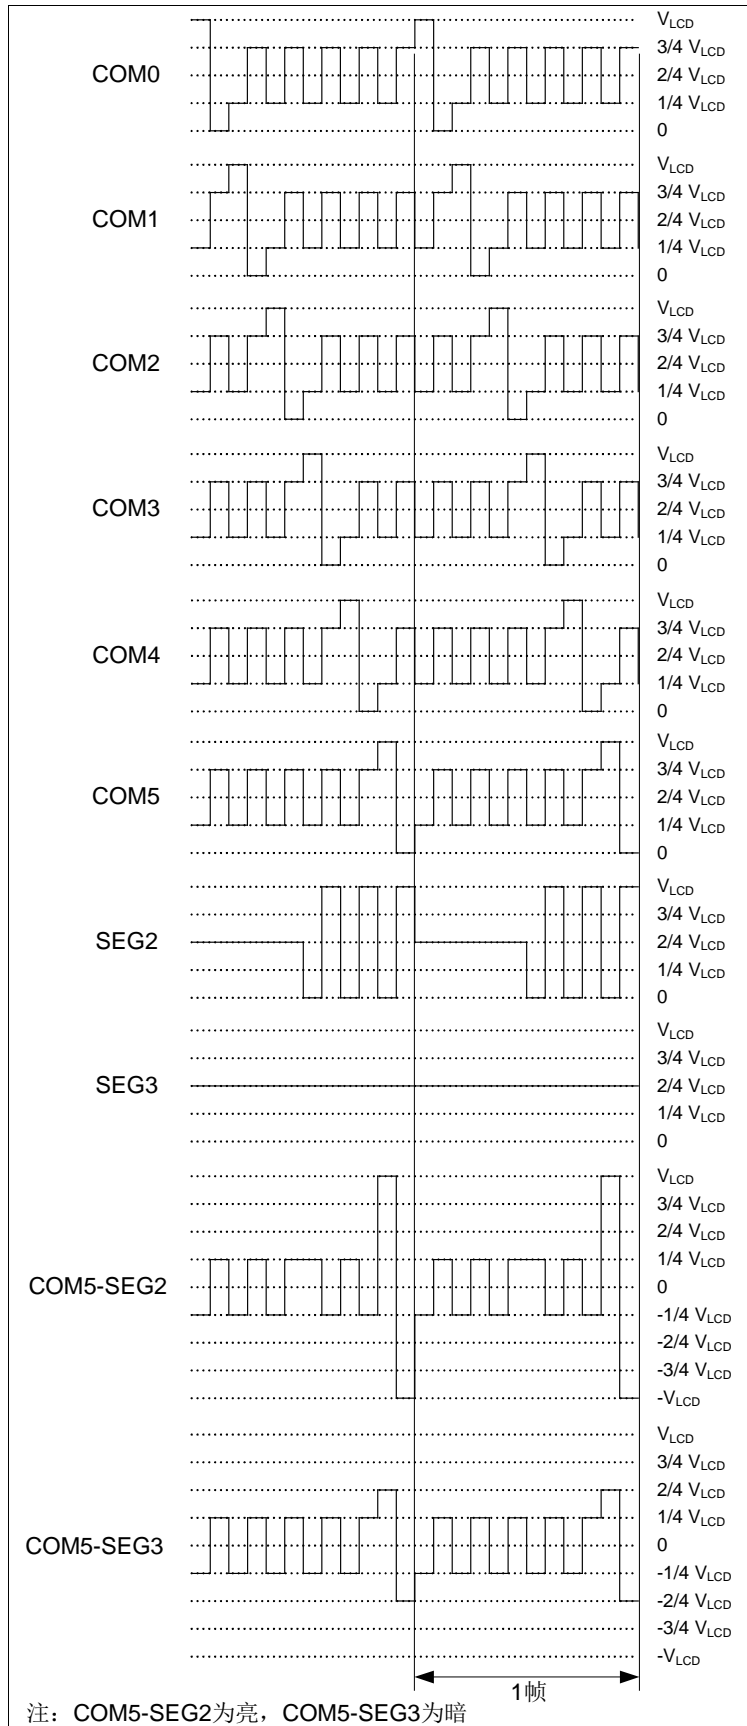 COM0
V_LCD
3/4 V_LCD
2/4 V_LCD
1/4 V_LCD
0
COM1
V_LCD
3/4 V_LCD
2/4 V_LCD
1/4 V_LCD
0
COM2
V_LCD
3/4 V_LCD
2/4 V_LCD
1/4 V_LCD
0
COM3
V_LCD
3/4 V_LCD
2/4 V_LCD
1/4 V_LCD
0
COM4
V_LCD
3/4 V_LCD
2/4 V_LCD
1/4 V_LCD
0
COM5
V_LCD
3/4 V_LCD
2/4 V_LCD
1/4 V_LCD
0
SEG2
V_LCD
3/4 V_LCD
2/4 V_LCD
1/4 V_LCD
0
SEG3
V_LCD
3/4 V_LCD
2/4 V_LCD
1/4 V_LCD
0
COM5-SEG2
V_LCD
3/4 V_LCD
2/4 V_LCD
1/4 V_LCD
0
-1/4 V_LCD
-2/4 V_LCD
-3/4 V_LCD
-V_LCD
COM5-SEG3
V_LCD
3/4 V_LCD
2/4 V_LCD
1/4 V_LCD
0
-1/4 V_LCD
-2/4 V_LCD
-3/4 V_LCD
-V_LCD
1帧
注：COM5-SEG2为亮，COM5-SEG3为暗